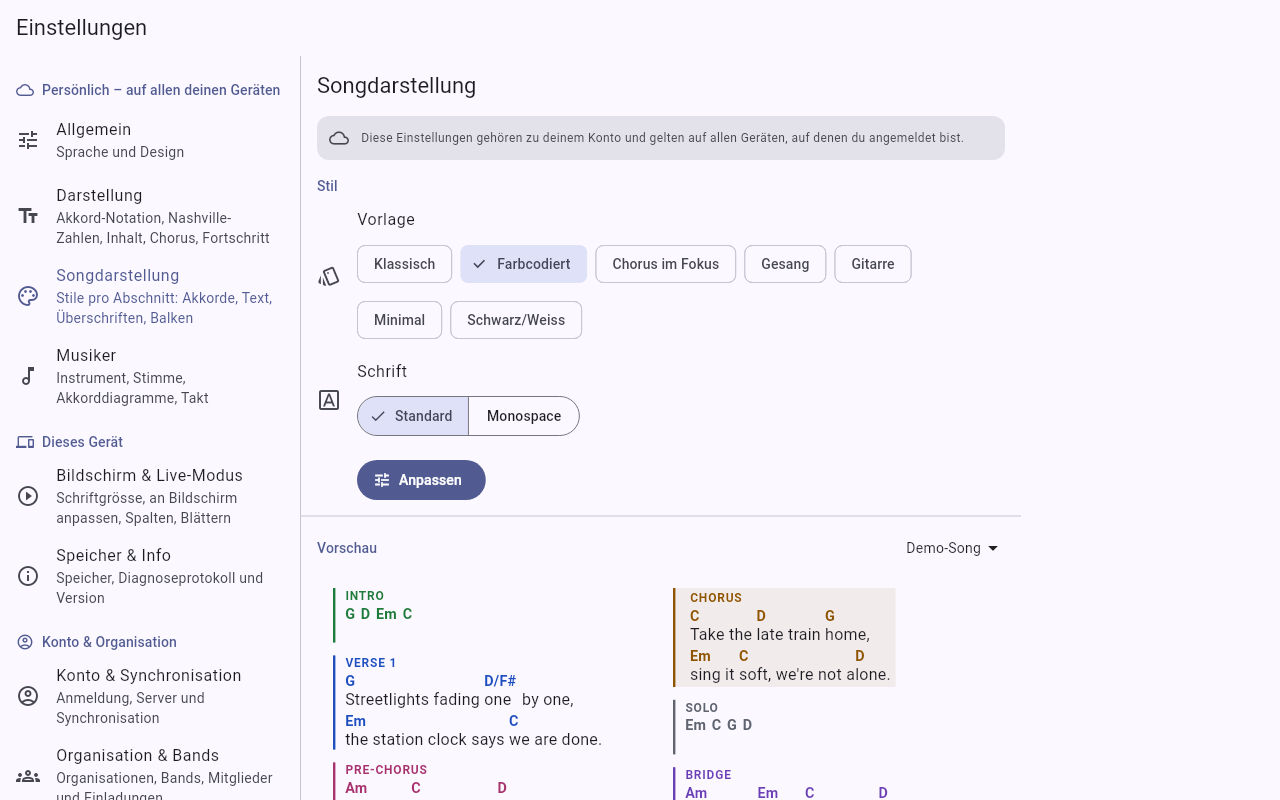 Einstellungen
Persönlich – auf allen deinen Geräten
Allgemein
Sprache und Design
Darstellung
Akkord-Notation, Nashville-
Zahlen, Inhalt, Chorus, Fortschritt
Songdarstellung
Stile pro Abschnitt: Akkorde, Text,
Überschriften, Balken
Musiker
Instrument, Stimme,
Akkorddiagramme, Takt
Dieses Gerät
Bildschirm & Live-Modus
Schriftgrösse, an Bildschirm
anpassen, Spalten, Blättern
Speicher & Info
Speicher, Diagnoseprotokoll und
Version
Konto & Organisation
Konto & Synchronisation
Anmeldung, Server und
Synchronisation
Organisation & Bands
Organisationen, Bands, Mitglieder
und Einladungen
Songdarstellung
Diese Einstellungen gehören zu deinem Konto und gelten auf allen Geräten, auf denen du angemeldet bist.
Stil
Vorlage
Klassisch Farbcodiert Chorus im Fokus Gesang Gitarre
Minimal Schwarz/Weiss
Schrift
Standard Monospace
Anpassen
Vorschau Demo-Song
INTRO
G D Em C
VERSE 1
G D/F#
Streetlights fading one by one,
Em C
the station clock says we are done.
PRE-CHORUS
Am C D
CHORUS
C D G
Take the late train home,
Em C D
sing it soft, we're not alone.
SOLO
Em C G D
BRIDGE
Am Em C D